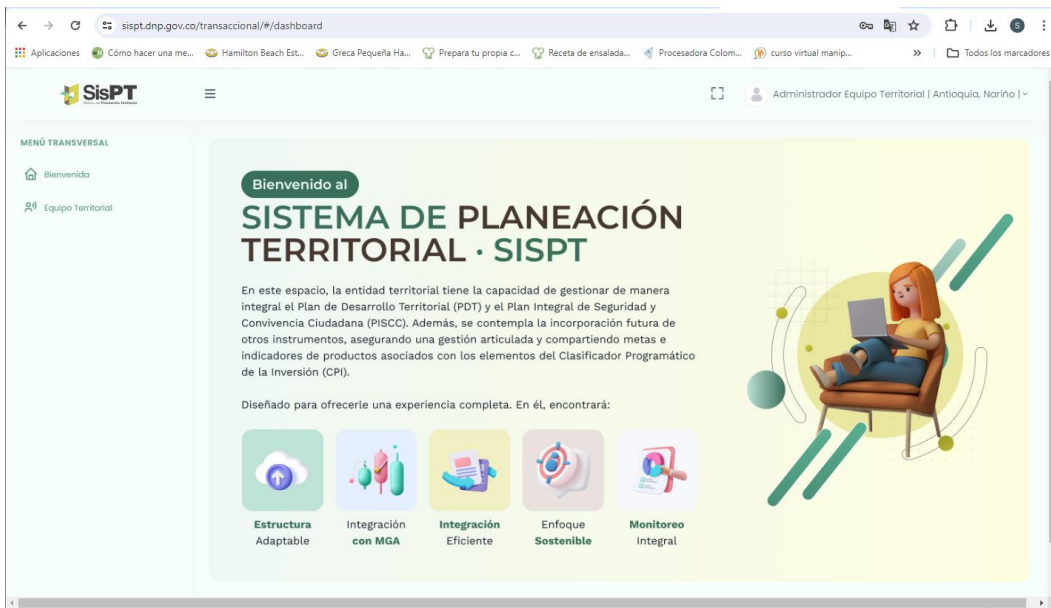 sispt.dnp.gov.co/transaccional/#/dashboard
S
Aplicaciones
Cómo hacer una me...
Hamilton Beach Est...
Greca Pequeña Ha...
Prepara tu propia c...
Receta de ensalada...
Procesadora Colom...
curso virtual manip...
»
Todos los marcadores
SisPT
Administrador Equipo Territorial | Antioquia, Nariño |
MENÚ TRANSVERSAL
Bienvenida
Equipo Territorial
Bienvenido al
SISTEMA DE PLANEACIÓN
TERRITORIAL · SISPT
En este espacio, la entidad territorial tiene la capacidad de gestionar de manera
integral el Plan de Desarrollo Territorial (PDT) y el Plan Integral de Seguridad y
Convivencia Ciudadana (PISCC). Además, se contempla la incorporación futura de
otros instrumentos, asegurando una gestión articulada y compartiendo metas e
indicadores de productos asociados con los elementos del Clasificador Programático
de la Inversión (CPI).
Diseñado para ofrecerle una experiencia completa. En él, encontrará:
Estructura
Adaptable
Integración
con MGA
Integración
Eficiente
Enfoque
Sostenible
Monitoreo
Integral